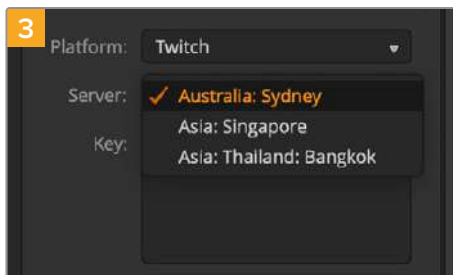 3
Platform: Twitch
Server: Australia: Sydney
Asia: Singapore
Key:
Asia: Thailand: Bangkok